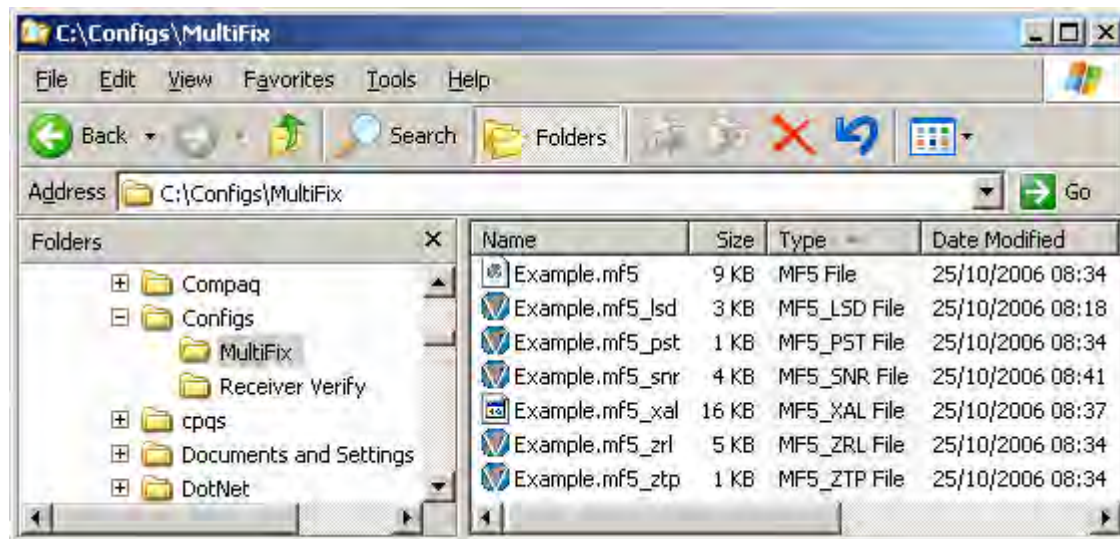 C:\Configs\MultiFix
File Edit View Favorites Tools Help
Back Search Folders
Address C:\Configs\MultiFix Go
Folders Name Size Type Date Modified
Compaq Example.mf5 9 KB MF5 File 25/10/2006 08:34
Configs Example.mf5_lsd 3 KB MF5_LSD File 25/10/2006 08:18
MultiFix Example.mf5_pst 1 KB MF5_PST File 25/10/2006 08:34
Receiver Verify Example.mf5_snr 4 KB MF5_SNR File 25/10/2006 08:41
cpqs Example.mf5_xal 16 KB MF5_XAL File 25/10/2006 08:37
Documents and Settings Example.mf5_zrl 5 KB MF5_ZRL File 25/10/2006 08:34
DotNet Example.mf5_ztp 1 KB MF5_ZTP File 25/10/2006 08:34